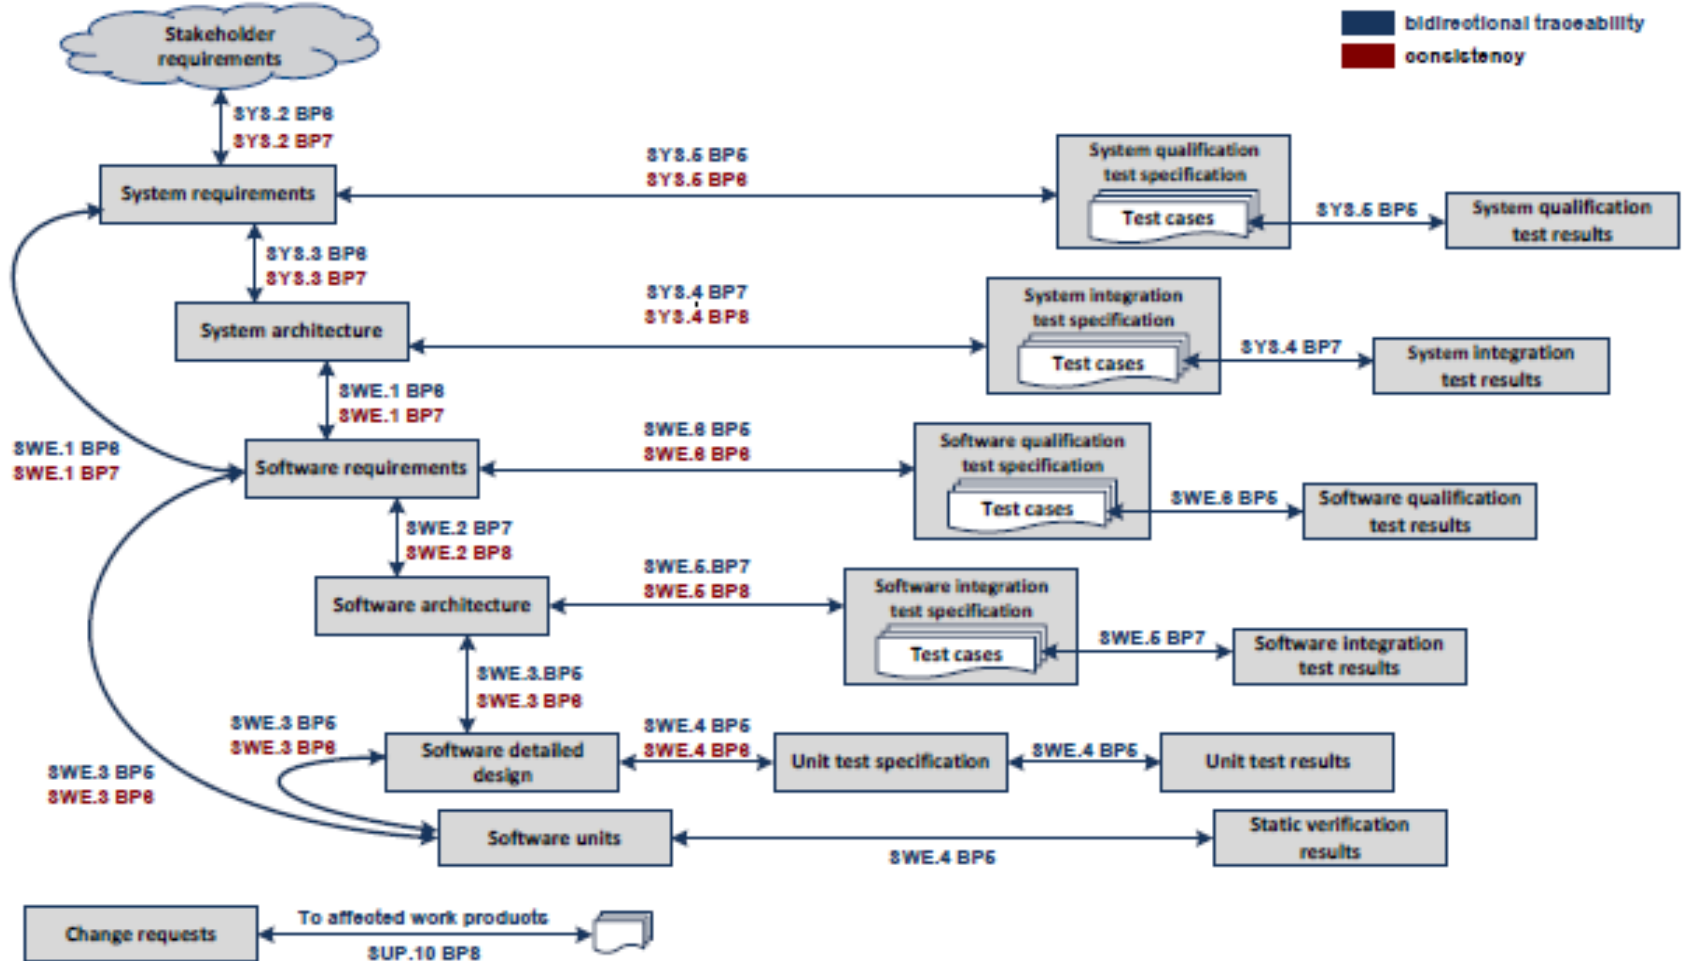 Stakeholder
requirements
bidirectional traceability
consistency
SYS.2 BP6
SYS.2 BP7
System requirements
SYS.5 BP5
SYS.5 BP6
System qualification
test specification
Test cases
SYS.5 BP5
System qualification
test results
SYS.3 BP6
SYS.3 BP7
System architecture
SYS.4 BP7
SYS.4 BP8
System integration
test specification
Test cases
SYS.4 BP7
System integration
test results
SWE.1 BP6
SWE.1 BP7
SWE.1 BP6
SWE.1 BP7
Software requirements
SWE.6 BP5
SWE.6 BP6
Software qualification
test specification
Test cases
SWE.6 BP5
Software qualification
test results
SWE.2 BP7
SWE.2 BP8
Software architecture
SWE.5.BP7
SWE.5 BP8
Software integration
test specification
Test cases
SWE.5 BP7
Software integration
test results
SWE.3.BP5
SWE.3 BP6
SWE.3 BP5
SWE.3 BP6
SWE.3 BP5
SWE.3 BP6
Software detailed
design
SWE.4 BP5
SWE.4 BP6
Unit test specification
SWE.4 BP5
Unit test results
Software units
SWE.4 BP5
Static verification
results
Change requests
To affected work products
SUP.10 BP8